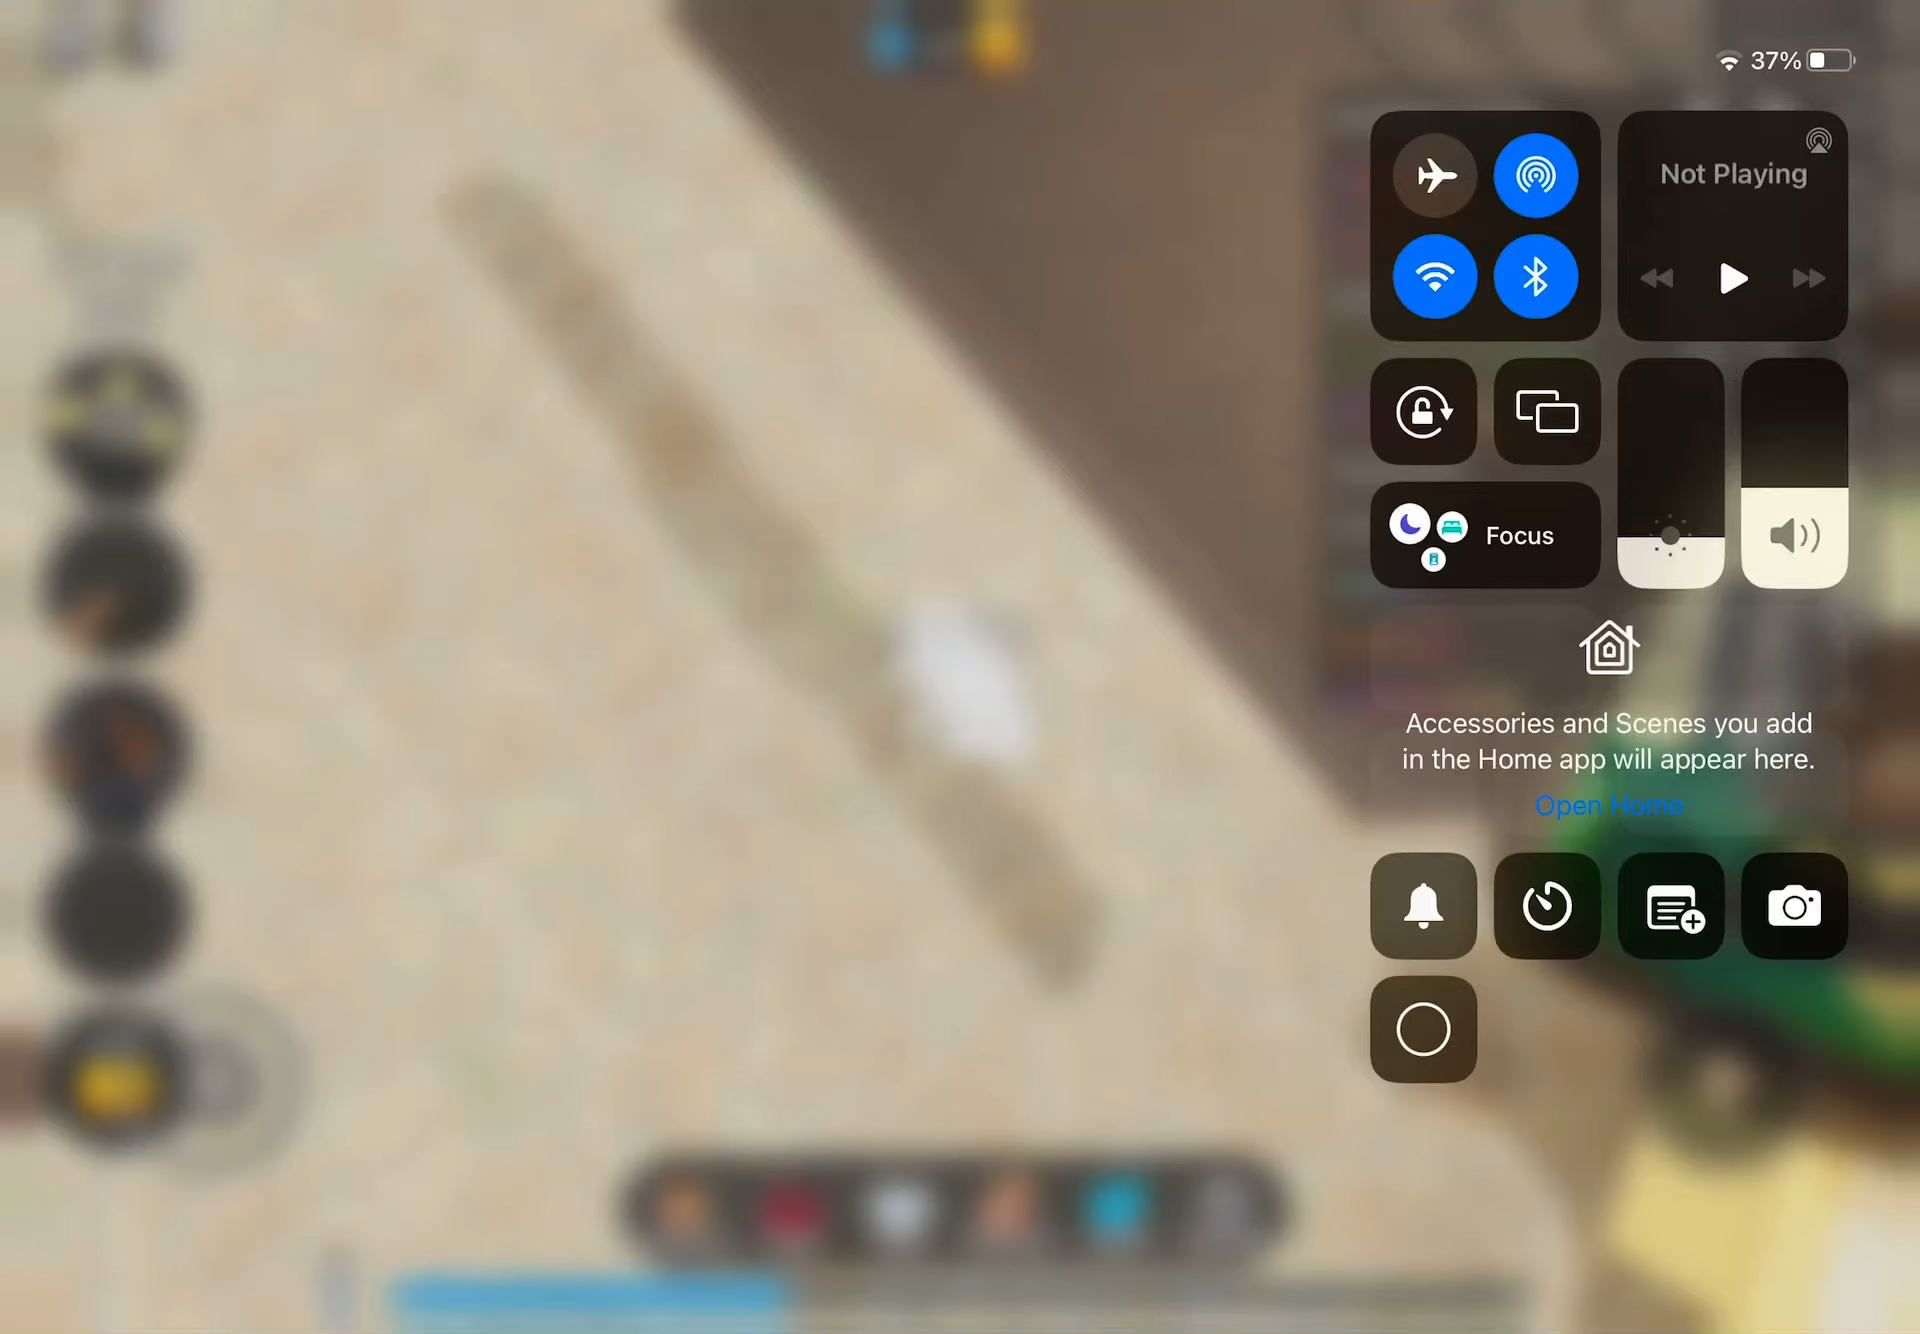 37%
Not Playing
Focus
Accessories and Scenes you add
in the Home app will appear here.
Open Home